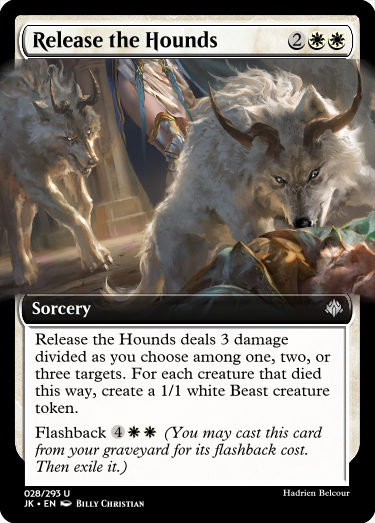 Release the Hounds 2
Sorcery
Release the Hounds deals 3 damage
divided as you choose among one, two, or
three targets. For each creature that died
this way, create a 1/1 white Beast creature
token.
Flashback 4 (You may cast this card
from your graveyard for its flashback cost.
Then exile it.)
028/293 U
JK • EN Billy Christian
Hadrien Belcour